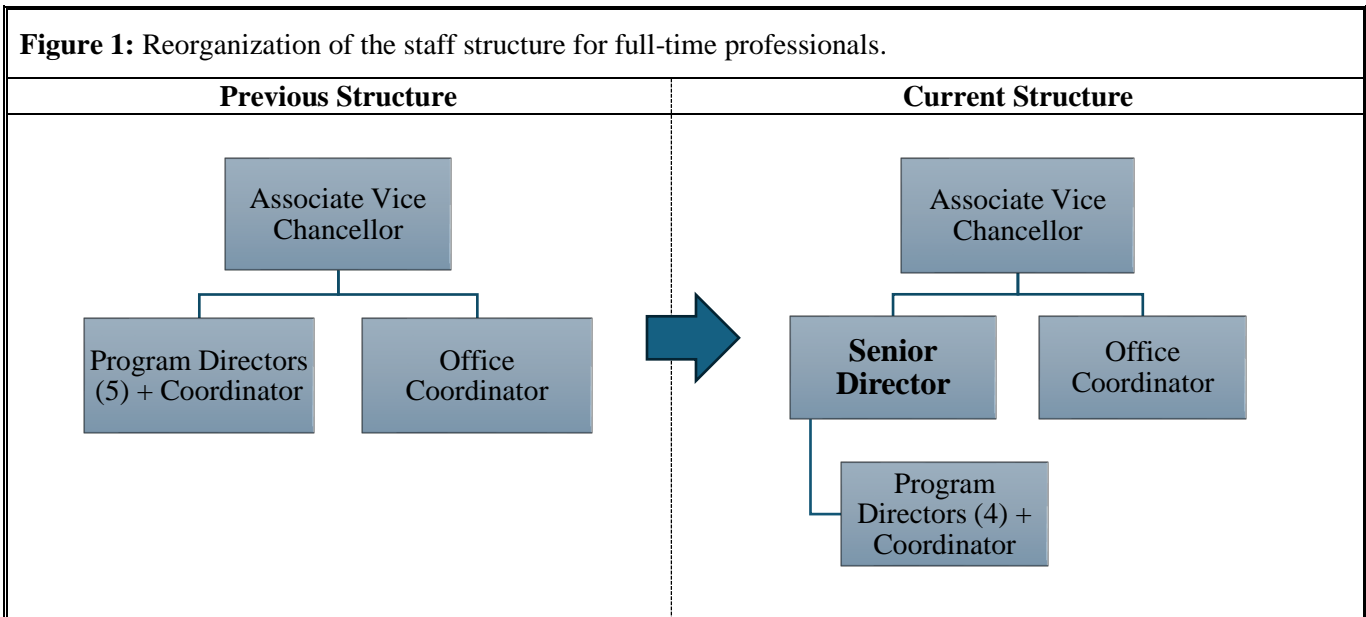 Figure 1: Reorganization of the staff structure for full-time professionals.
Previous Structure
Current Structure
Associate Vice
Chancellor
Program Directors
(5) + Coordinator
Office
Coordinator
Associate Vice
Chancellor
Senior
Director
Office
Coordinator
Program
Directors (4) +
Coordinator